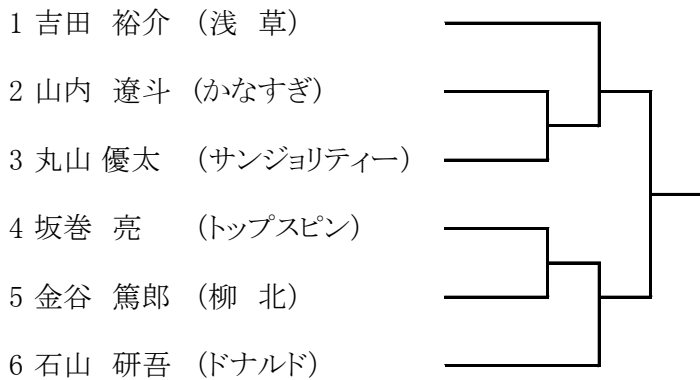 1 吉田　裕介　（浅　草）
2 山内　遼斗　（かなすぎ）
3 丸山 優太　（サンジョリティー）
4 坂巻　亮　（トップスピン）
5 金谷　篤郎　（柳　北）
6 石山　研吾　（ドナルド）